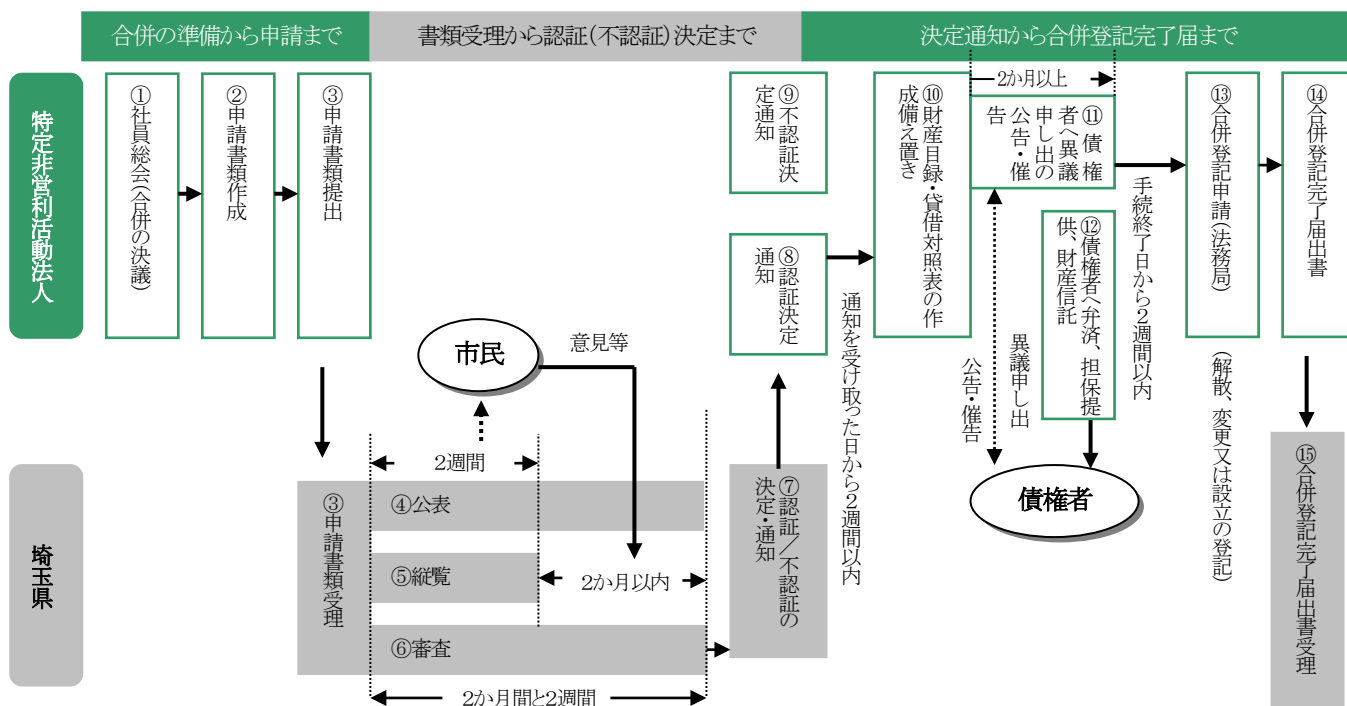 合併の準備から申請まで
書類受理から認証(不認証)決定まで
決定通知から合併登記完了届まで
特定非営利活動法人
①社員総会(合併の決議)
②申請書類作成
③申請書類提出
⑨不認証決
定通知
⑧認証決定
通知
⑩財産目録・貸借対照表の作
成備え置き
2か月以上
⑪債権
者へ異議
申し出の
公告・催
告
⑫債権者へ弁済、担保提
供、財産信託
手続終了日から2週間以内
⑬合併登記申請(法務局)
(解散、変更又は設立の登記)
⑭合併登記完了届出書
市民
意見等
通知を受け取った日から2週間以内
異議申し出
公告・催告
債権者
埼玉県
③申請書類受理
2週間
④公表
⑤縦覧
2か月以内
⑥審査
2か月間と2週間
⑦認証/不認証の
決定・通知
⑮合併登記完了届出書受理